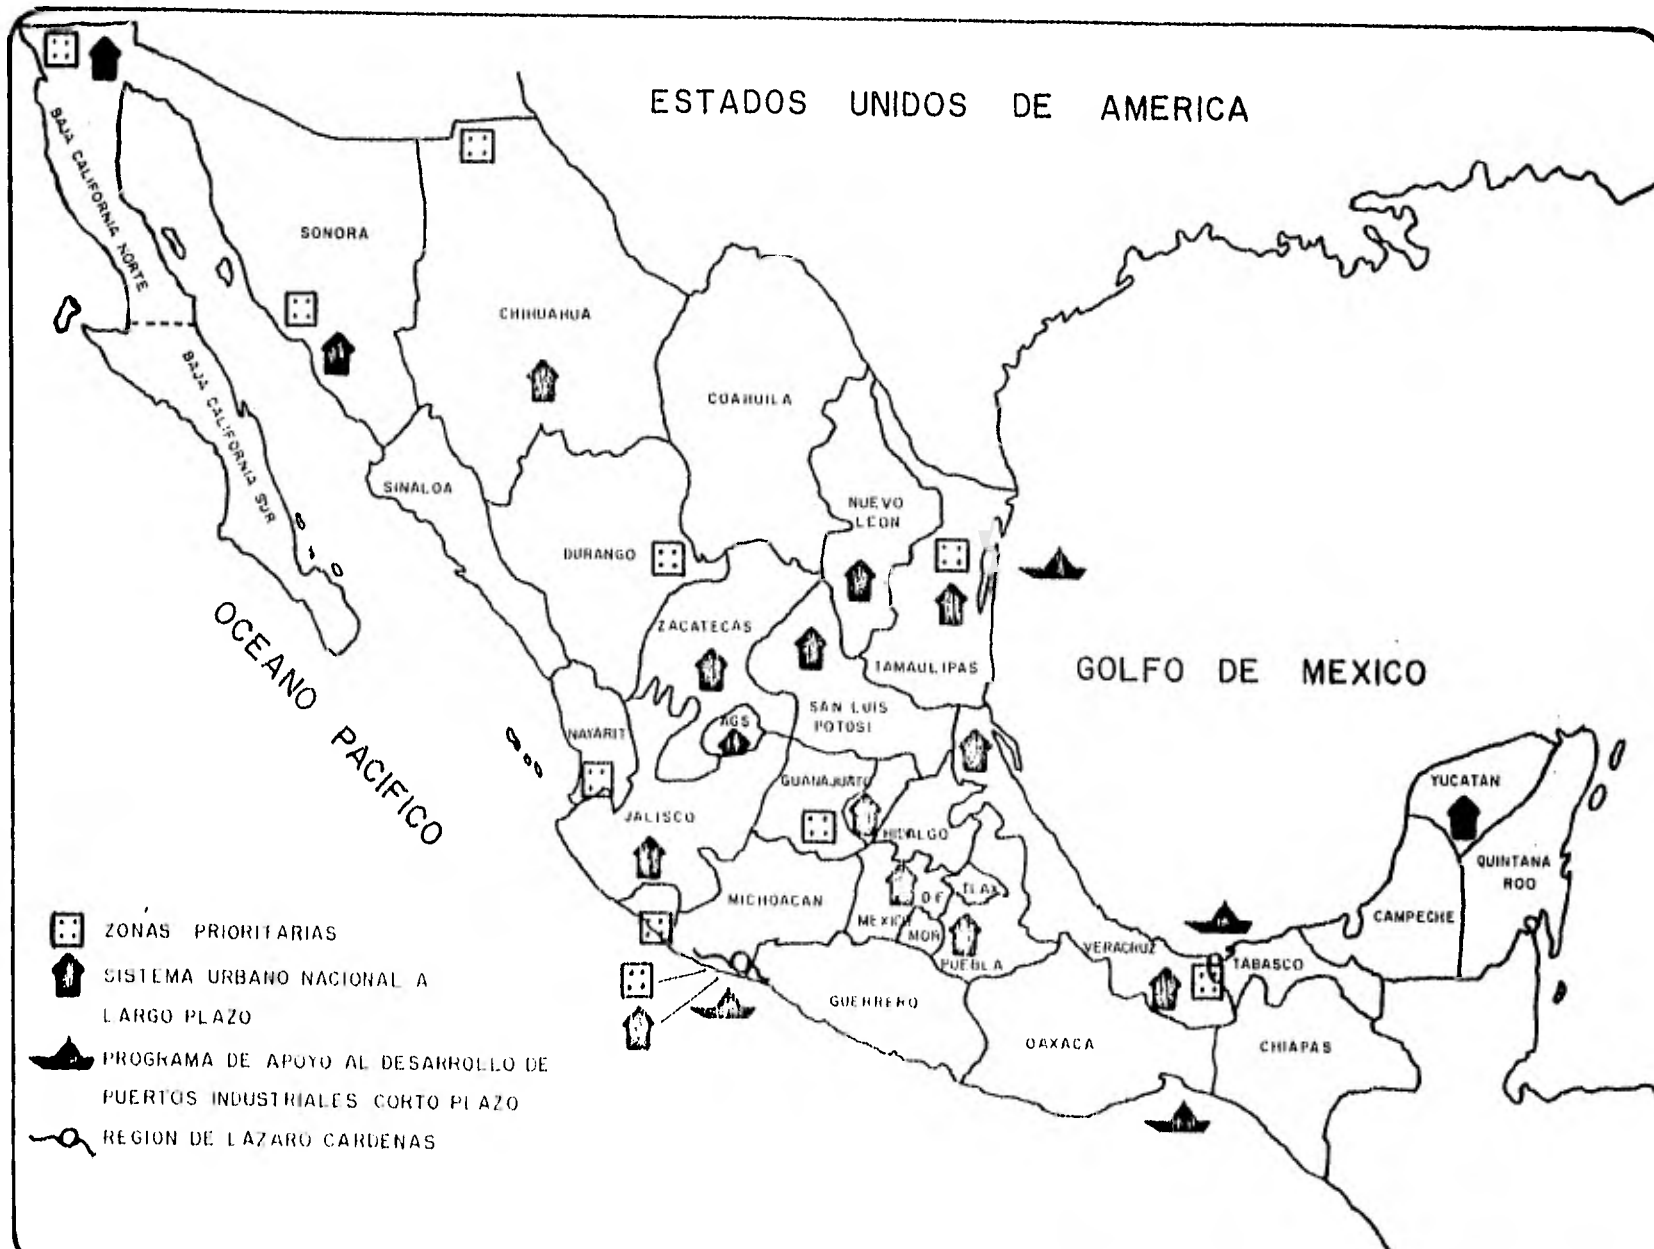 ESTADOS UNIDOS DE AMERICA
BAJA CALIFORNIA NORTE
SONORA
CHIHUAHUA
COAHUILA
BAJA CALIFORNIA SUR
SINALOA
NUEVO
LEON
DURANGO
ZACATECAS
TAMAULIPAS
GOLFO DE MEXICO
OCEANO PACIFICO
SAN LUIS
POTOSI
AGS
NAYARIT
GUANAJUATO
YUCATAN
JALISCO
HIDALGO
QUINTANA
ROO
TLAX
D F
MICHOACAN
MEXICO
MOR
CAMPECHE
VERACRUZ
PUEBLA
TABASCO
GUERRERO
OAXACA
CHIAPAS
ZONAS PRIORITARIAS
SISTEMA URBANO NACIONAL A
LARGO PLAZO
PROGRAMA DE APOYO AL DESARROLLO DE
PUERTOS INDUSTRIALES CORTO PLAZO
REGION DE LAZARO CARDENAS